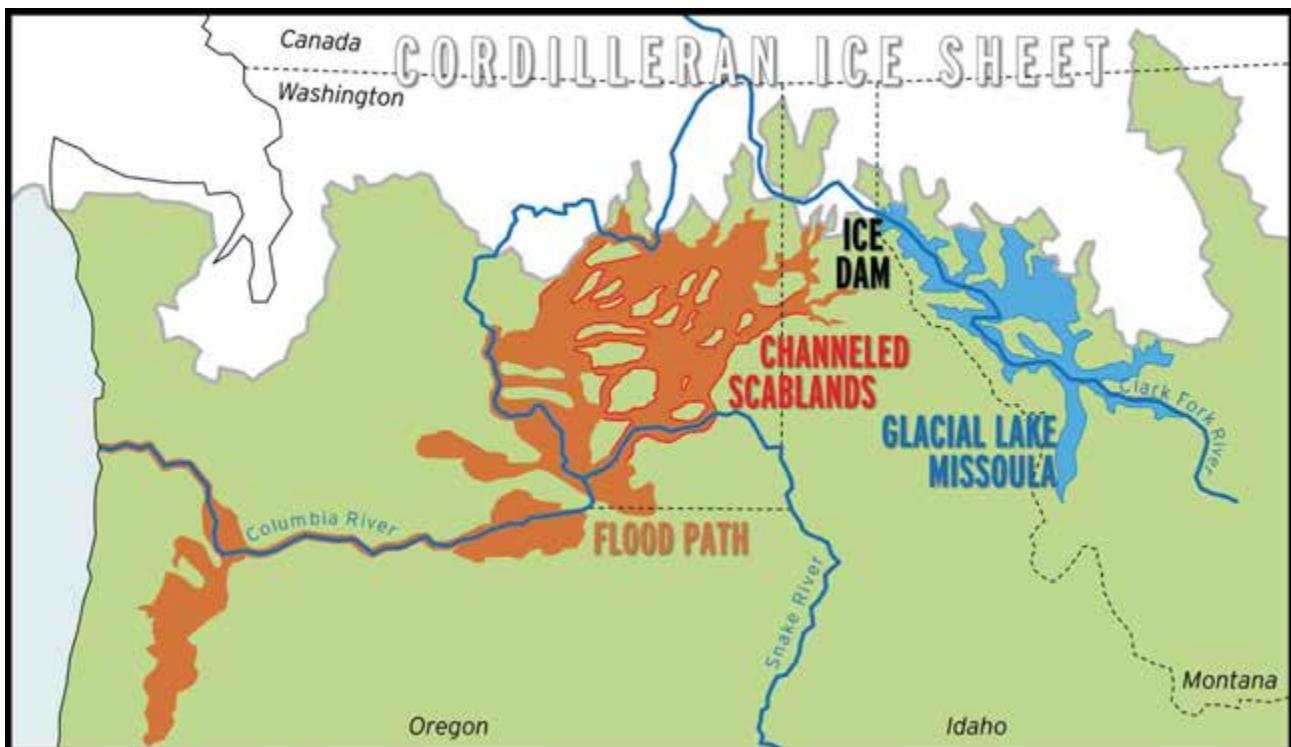 Canada
CORDILLERAN ICE SHEET
Washington
ICE
DAM
CHANNELED
SCABLANDS
Clark Fork River
GLACIAL LAKE
MISSOULA
Columbia River
FLOOD PATH
Snake River
Montana
Oregon
Idaho